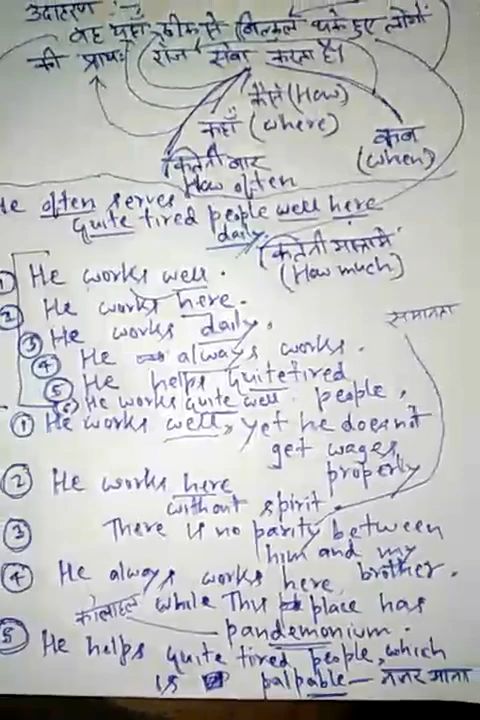 उदाहरण :-
वह यहाँ ठीक से बिल्कुल थके हुए लोगों
की प्रायः रोज सेवा करता है।
कैसे (How)
कहाँ (where)
कब
(when)
कितनी बार
How often
He often serves
quite tired people well here
daily.
(कितनी मात्रा में
(How much)
① He works well.
② He works here.
③ He works daily.
④ He always works.
⑤ He helps quite tired
people.
⑥ He works quite well.
① He works well, yet he doesn't
get wages
properly
② He works here
without spirit.
समानता
③ There is no parity between
him and my
brother.
④ He always works here,
कोलाहल while This place has
pandemonium.
⑤ He helps quite tired people, which
is palpable — नजर आता